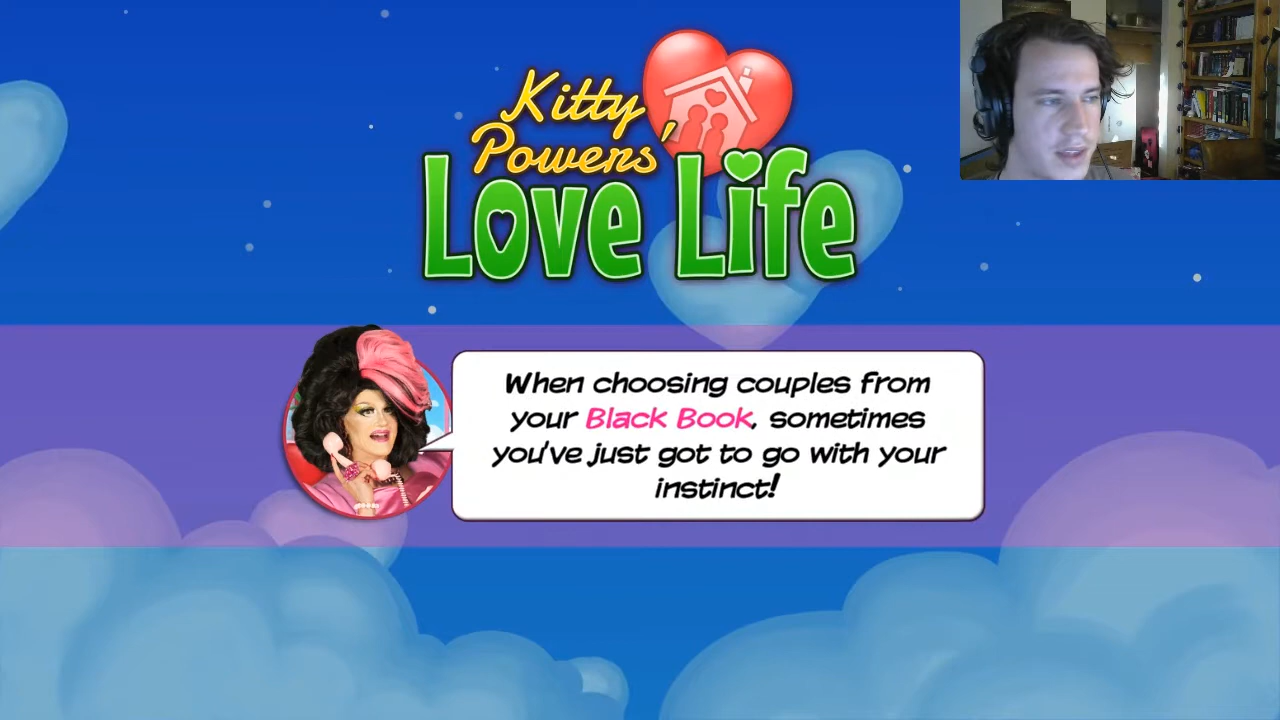 Kitty
Powers'
Love Life
When choosing couples from
your Black Book, sometimes
you've just got to go with your
instinct!